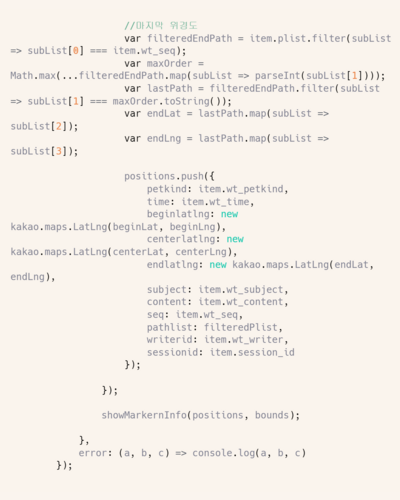 //마지막 위경도
var filteredEndPath = item.plist.filter(subList
=> subList[0] === item.wt_seq);
var maxOrder =
Math.max(...filteredEndPath.map(subList => parseInt(subList[1])));
var lastPath = filteredEndPath.filter(subList
=> subList[1] === maxOrder.toString());
var endLat = lastPath.map(subList =>
subList[2]);
var endLng = lastPath.map(subList =>
subList[3]);
positions.push({
petkind: item.wt_petkind,
time: item.wt_time,
beginlatlng: new
kakao.maps.LatLng(beginLat, beginLng),
centerlatlng: new
kakao.maps.LatLng(centerLat, centerLng),
endlatlng: new kakao.maps.LatLng(endLat,
endLng),
subject: item.wt_subject,
content: item.wt_content,
seq: item.wt_seq,
pathlist: filteredPlist,
writerid: item.wt_writer,
sessionid: item.session_id
});
});
showMarkernInfo(positions, bounds);
},
error: (a, b, c) => console.log(a, b, c)
});